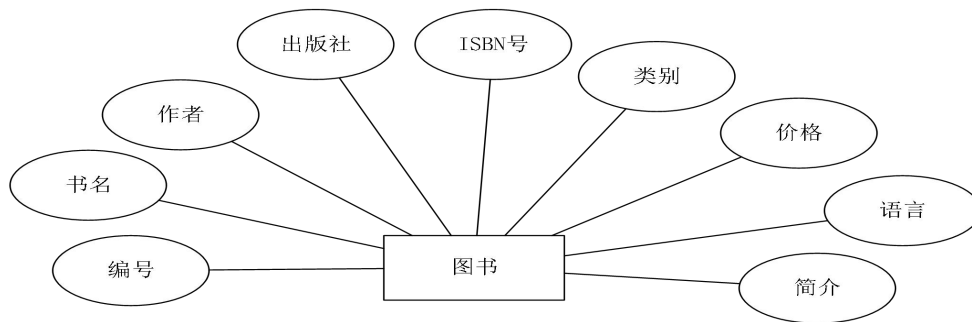 出版社
ISBN号
类别
作者
价格
书名
语言
编号
图书
简介